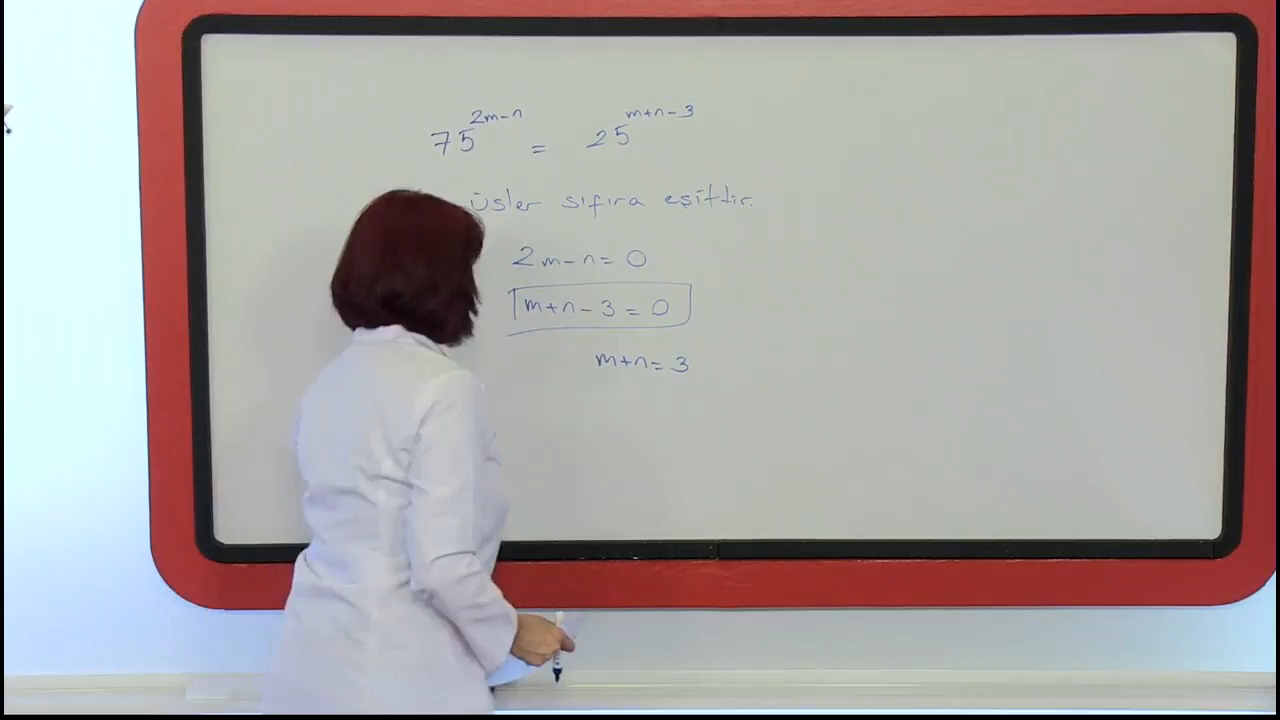 75^{2m-n} = 25^{m+n-3}
üsler sıfıra eşittir.
2m-n=0
m+n-3=0
m+n=3